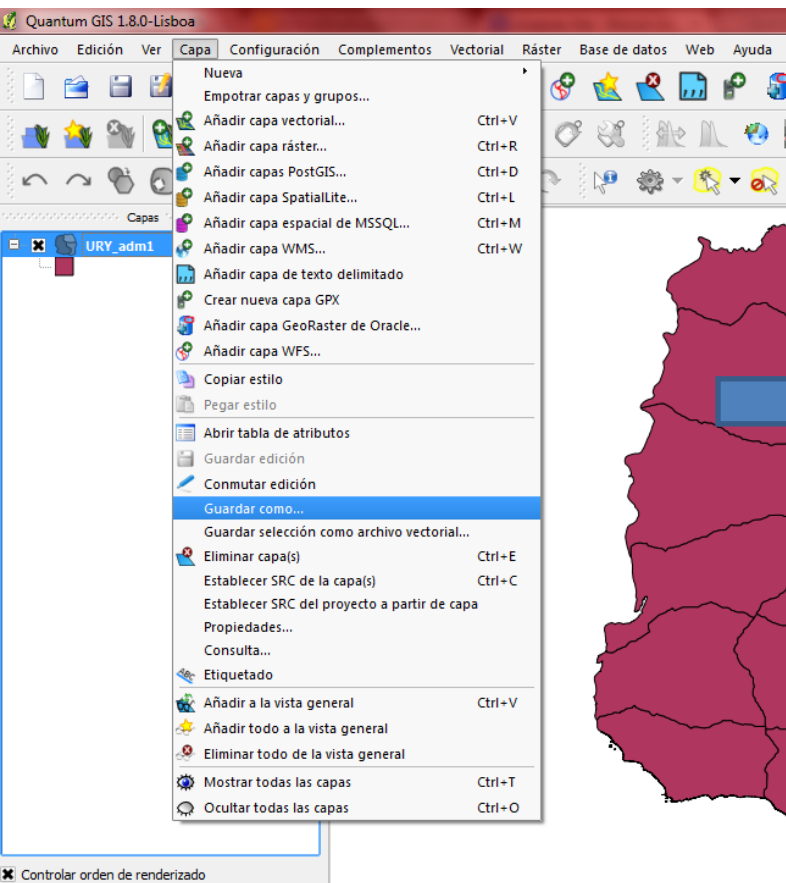 Quantum GIS 1.8.0-Lisboa
Archivo Edición Ver Capa Configuración Complementos Vectorial Ráster Base de datos Web Ayuda
Nueva
Empotrar capas y grupos...
Añadir capa vectorial... Ctrl+V
Añadir capa ráster... Ctrl+R
Añadir capas PostGIS... Ctrl+D
Añadir capa SpatialLite... Ctrl+L
Añadir capa espacial de MSSQL... Ctrl+M
Añadir capa WMS... Ctrl+W
Añadir capa de texto delimitado
Crear nueva capa GPX
Añadir capa GeoRaster de Oracle...
Añadir capa WFS...
Copiar estilo
Pegar estilo
Abrir tabla de atributos
Guardar edición
Conmutar edición
Guardar como...
Guardar selección como archivo vectorial...
Eliminar capa(s) Ctrl+E
Establecer SRC de la capa(s) Ctrl+C
Establecer SRC del proyecto a partir de capa
Propiedades...
Consulta...
Etiquetado
Añadir a la vista general Ctrl+V
Añadir todo a la vista general
Eliminar todo de la vista general
Mostrar todas las capas Ctrl+T
Ocultar todas las capas Ctrl+O
Capas
URY_adm1
Controlar orden de renderizado